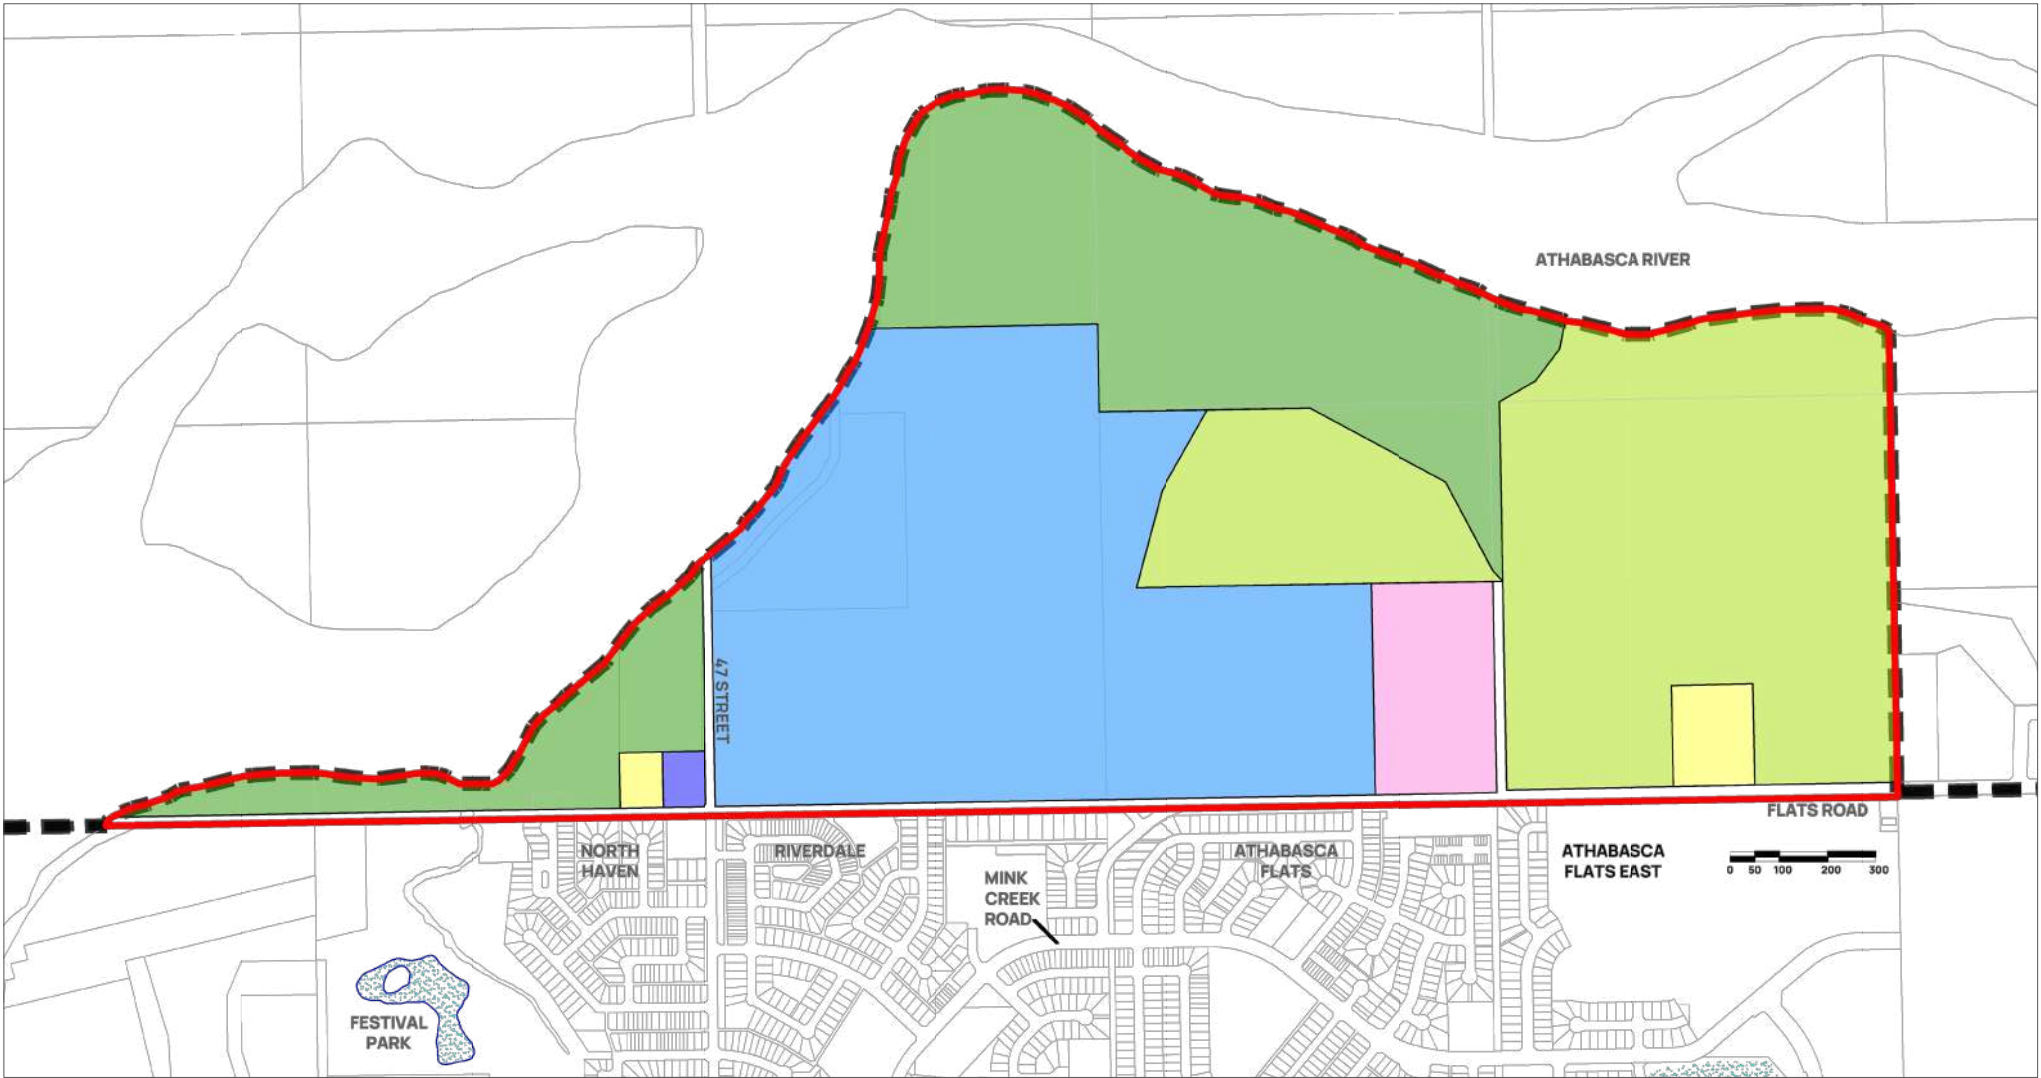 ATHABASCA RIVER
47 STREET
FLATS ROAD
NORTH
HAVEN
RIVERDALE
MINK
CREEK
ROAD
ATHABASCA
FLATS
ATHABASCA
FLATS EAST
0 50 100 200 300
FESTIVAL
PARK